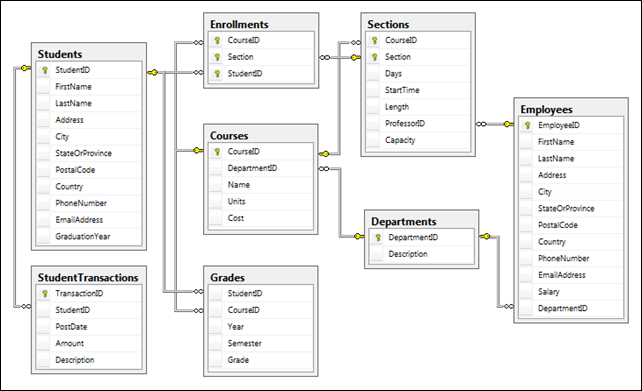 Students
StudentID
FirstName
LastName
Address
City
StateOrProvince
PostalCode
Country
PhoneNumber
EmailAddress
GraduationYear
StudentTransactions
TransactionID
StudentID
PostDate
Amount
Description
Enrollments
CourseID
Section
StudentID
Courses
CourseID
DepartmentID
Name
Units
Cost
Grades
StudentID
CourseID
Year
Semester
Grade
Sections
CourseID
Section
Days
StartTime
Length
ProfessorID
Capacity
Departments
DepartmentID
Description
Employees
EmployeeID
FirstName
LastName
Address
City
StateOrProvince
PostalCode
Country
PhoneNumber
EmailAddress
Salary
DepartmentID